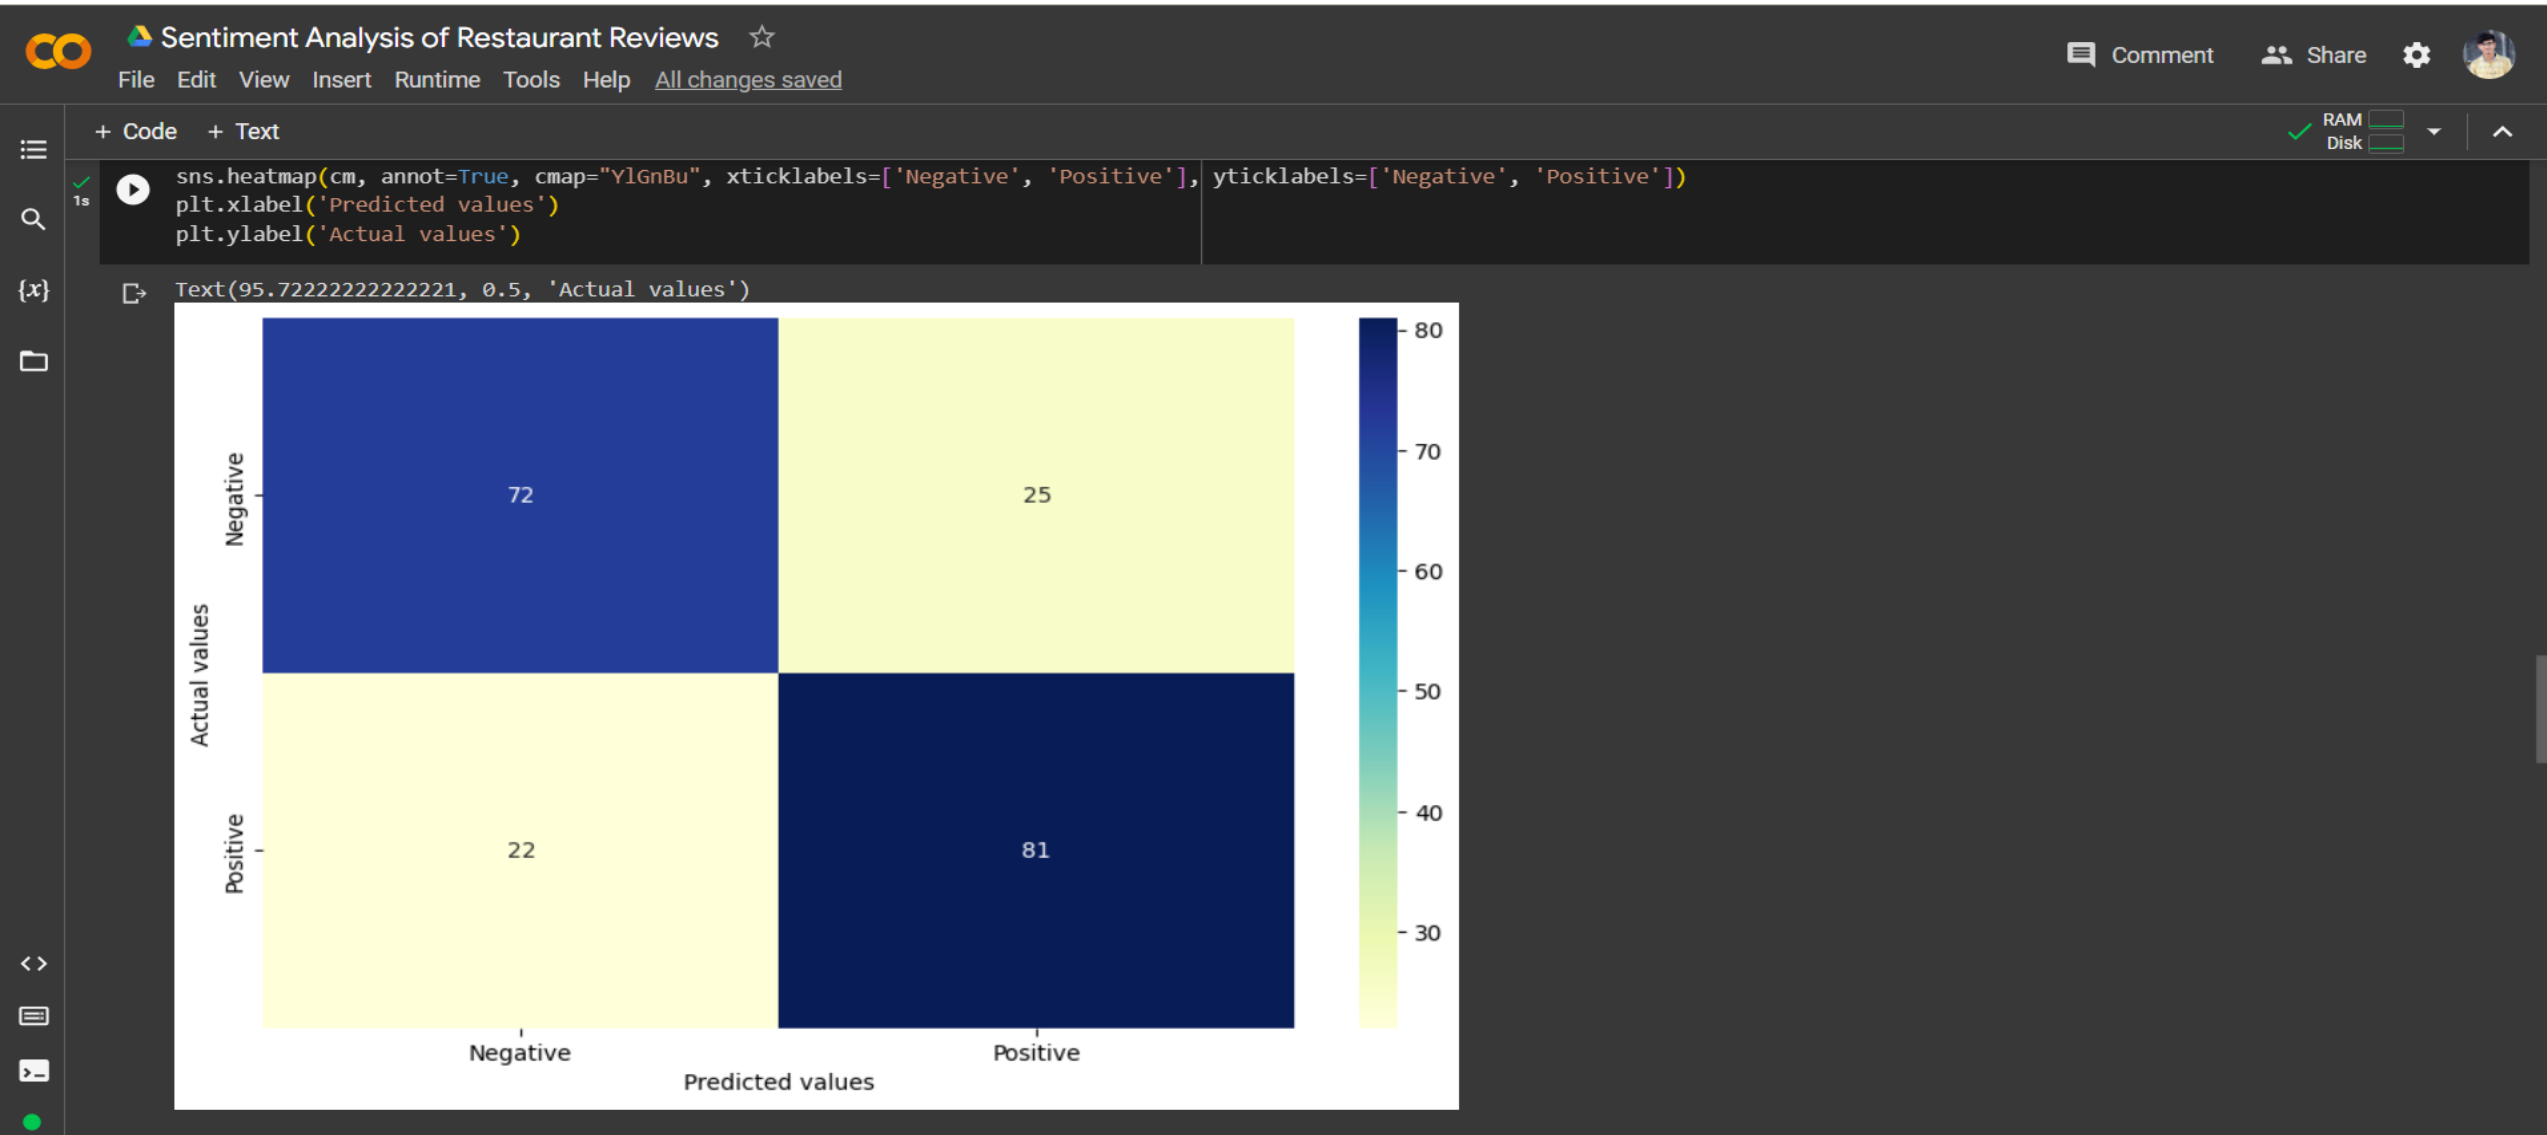 Sentiment Analysis of Restaurant Reviews
File Edit View Insert Runtime Tools Help All changes saved
Comment Share
+ Code + Text
RAM
Disk
1s
sns.heatmap(cm, annot=True, cmap="YlGnBu", xticklabels=['Negative', 'Positive'], yticklabels=['Negative', 'Positive'])
plt.xlabel('Predicted values')
plt.ylabel('Actual values')
{x}
Text(95.72222222222221, 0.5, 'Actual values')
80
70
60
50
40
30
Actual values
Negative
72 25
Positive
22 81
Negative Positive
Predicted values